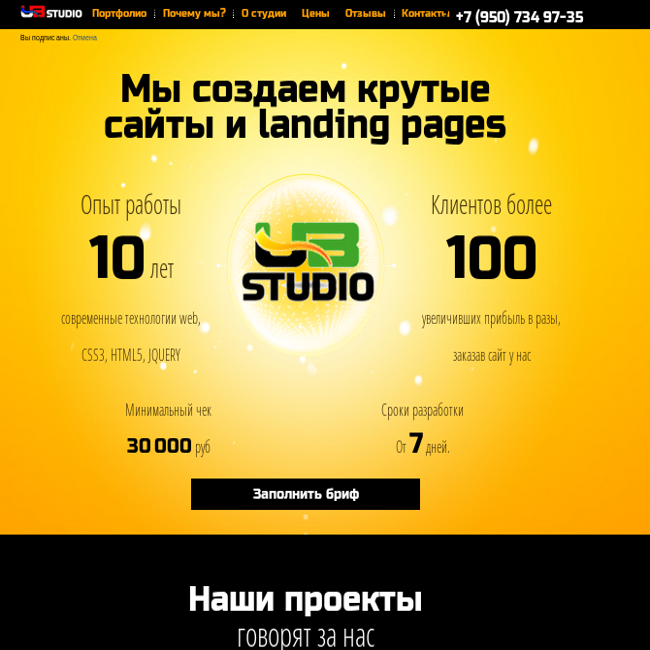 UB STUDIO Портфолио Почему мы? О студии Цены Отзывы Контакты +7 (950) 734 97-35
Вы подписаны. Отмена
Мы создаем крутые
сайты и landing pages
Опыт работы
10 лет
современные технологии web,
CSS3, HTML5, JQUERY
UB
STUDIO
Клиентов более
100
увеличивших прибыль в разы,
заказав сайт у нас
Минимальный чек
30 000 руб
Сроки разработки
От 7 дней.
Заполнить бриф
Наши проекты
говорят за нас